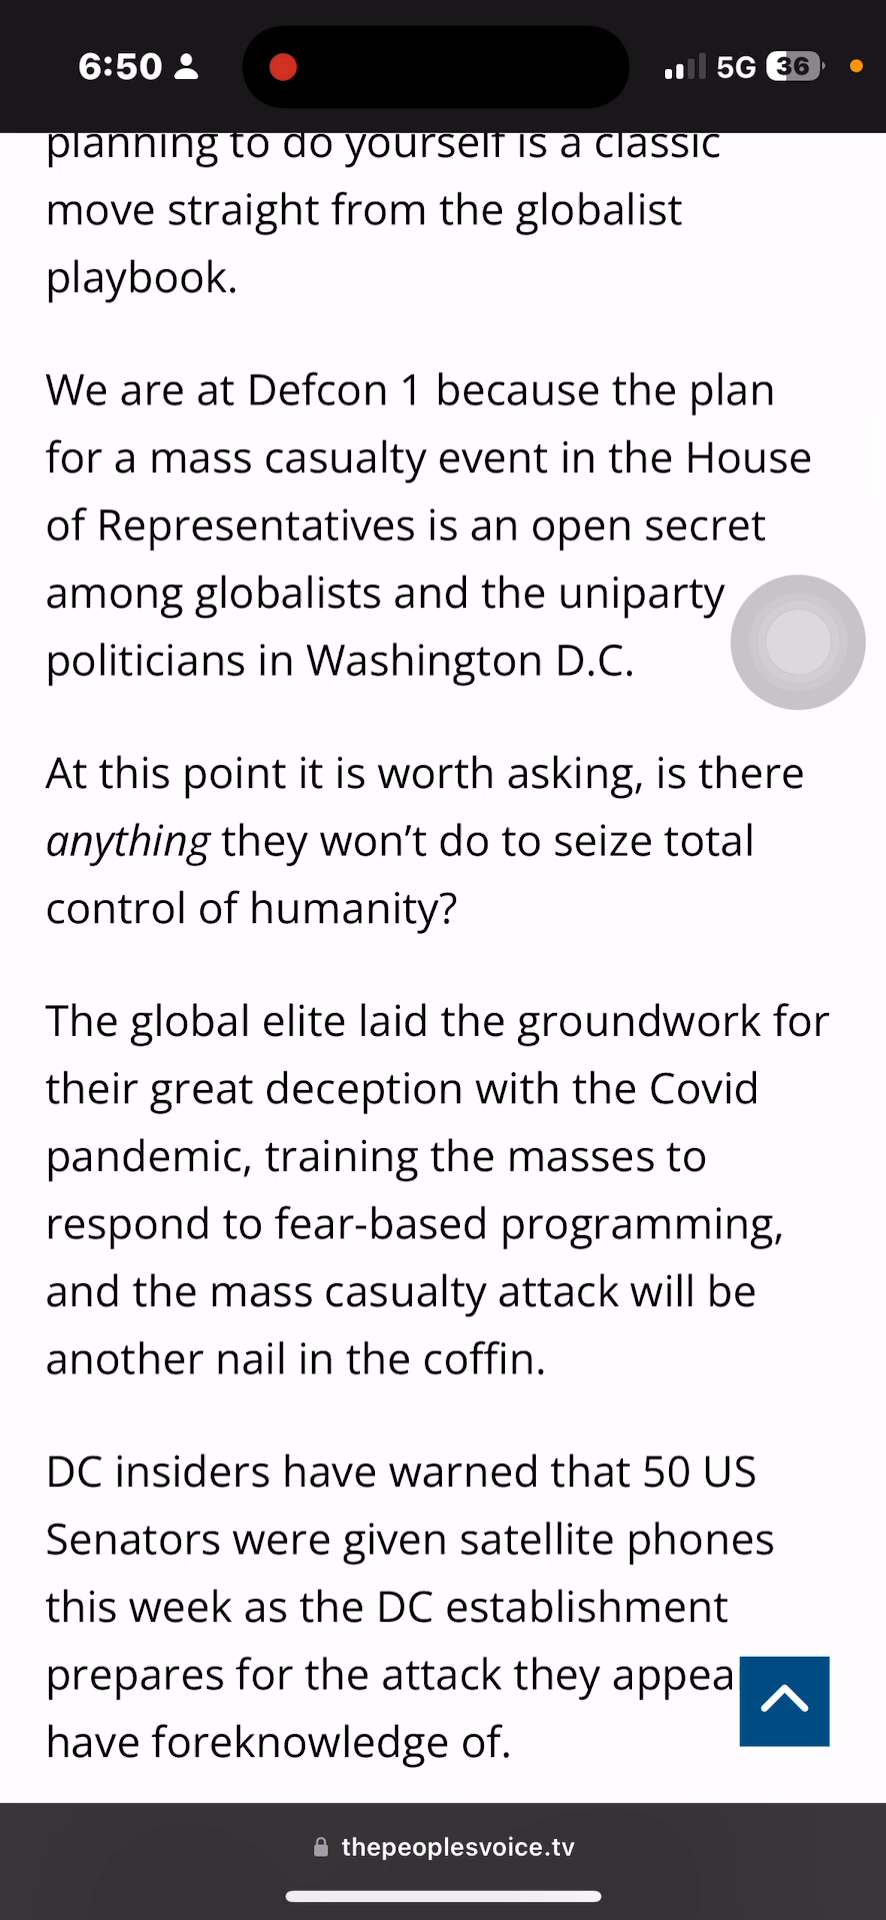 6:50
5G 36
planning to do yourself is a classic
move straight from the globalist
playbook.
We are at Defcon 1 because the plan
for a mass casualty event in the House
of Representatives is an open secret
among globalists and the uniparty
politicians in Washington D.C.
At this point it is worth asking, is there
anything they won't do to seize total
control of humanity?
The global elite laid the groundwork for
their great deception with the Covid
pandemic, training the masses to
respond to fear-based programming,
and the mass casualty attack will be
another nail in the coffin.
DC insiders have warned that 50 US
Senators were given satellite phones
this week as the DC establishment
prepares for the attack they appea
have foreknowledge of.
thepeoplesvoice.tv